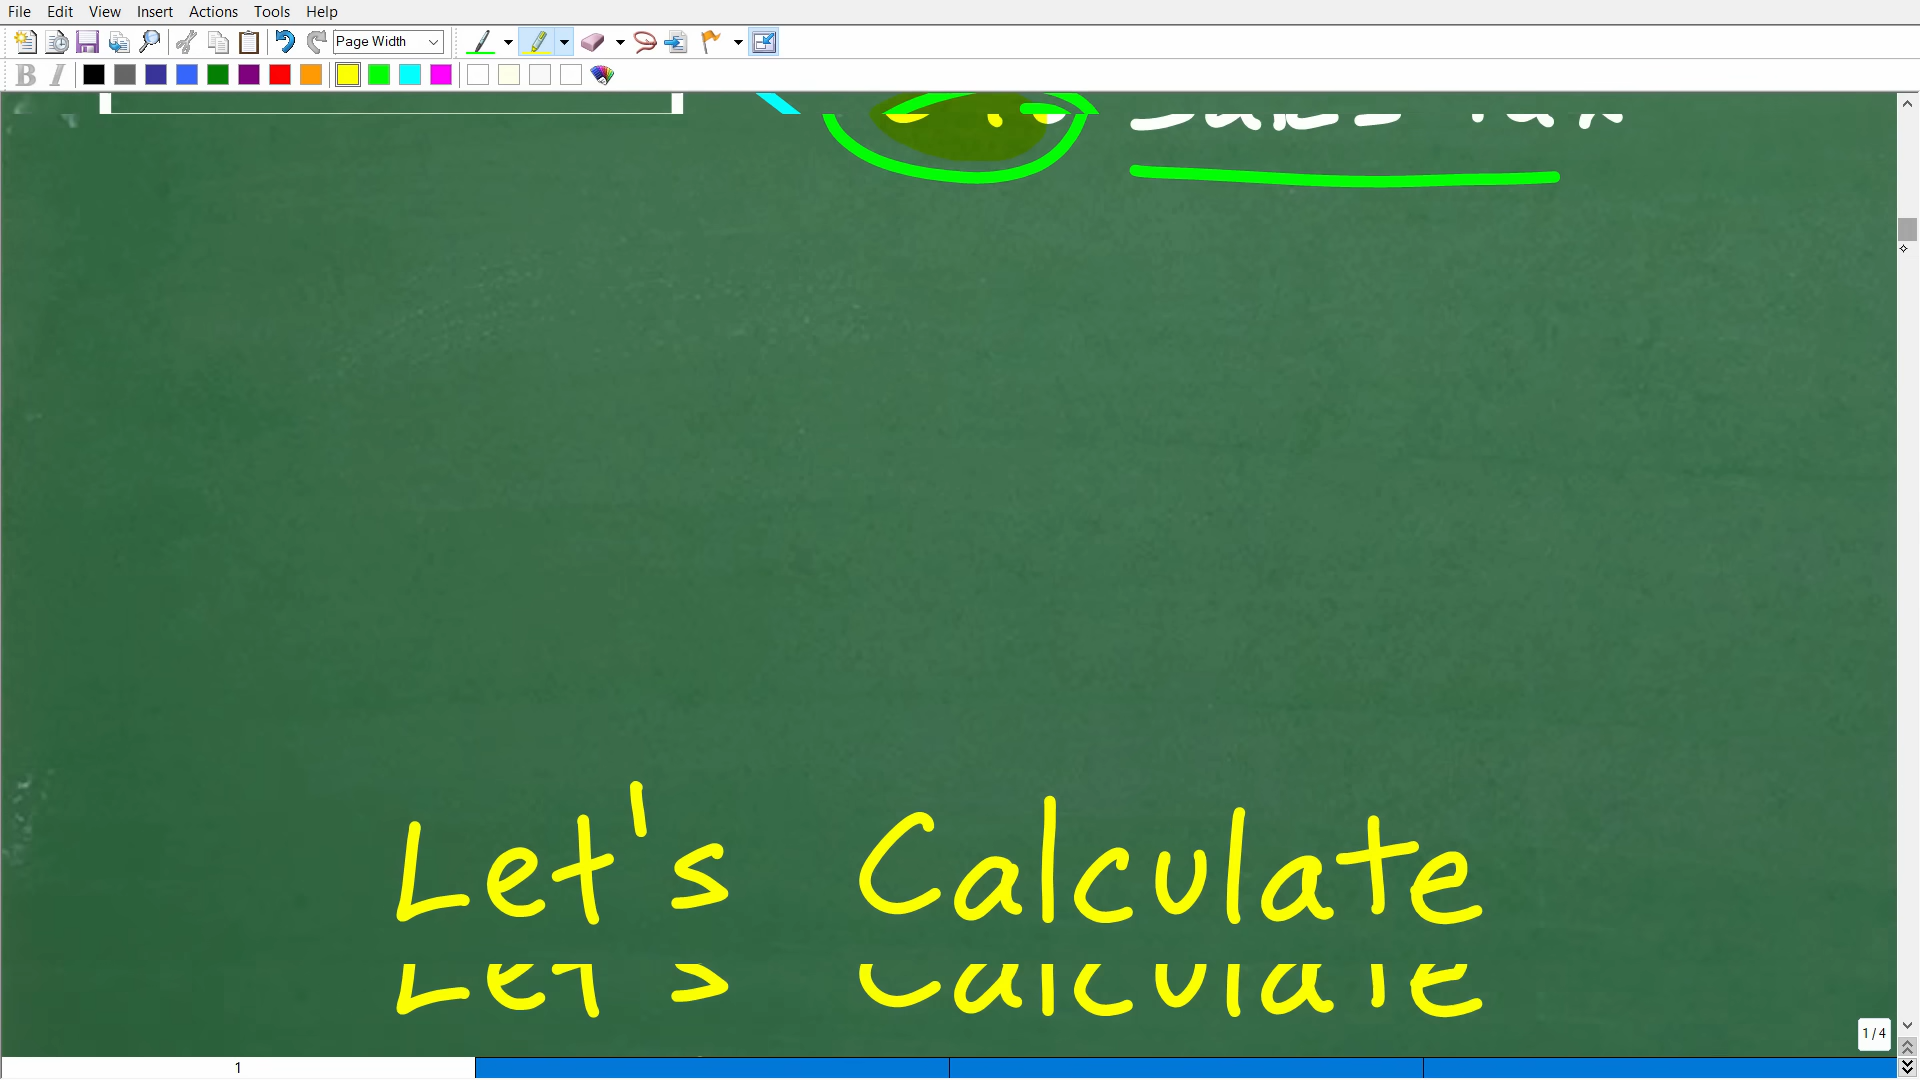 File Edit View Insert Actions Tools Help
Page Width
B I
Let's Calculate
1 / 4
1